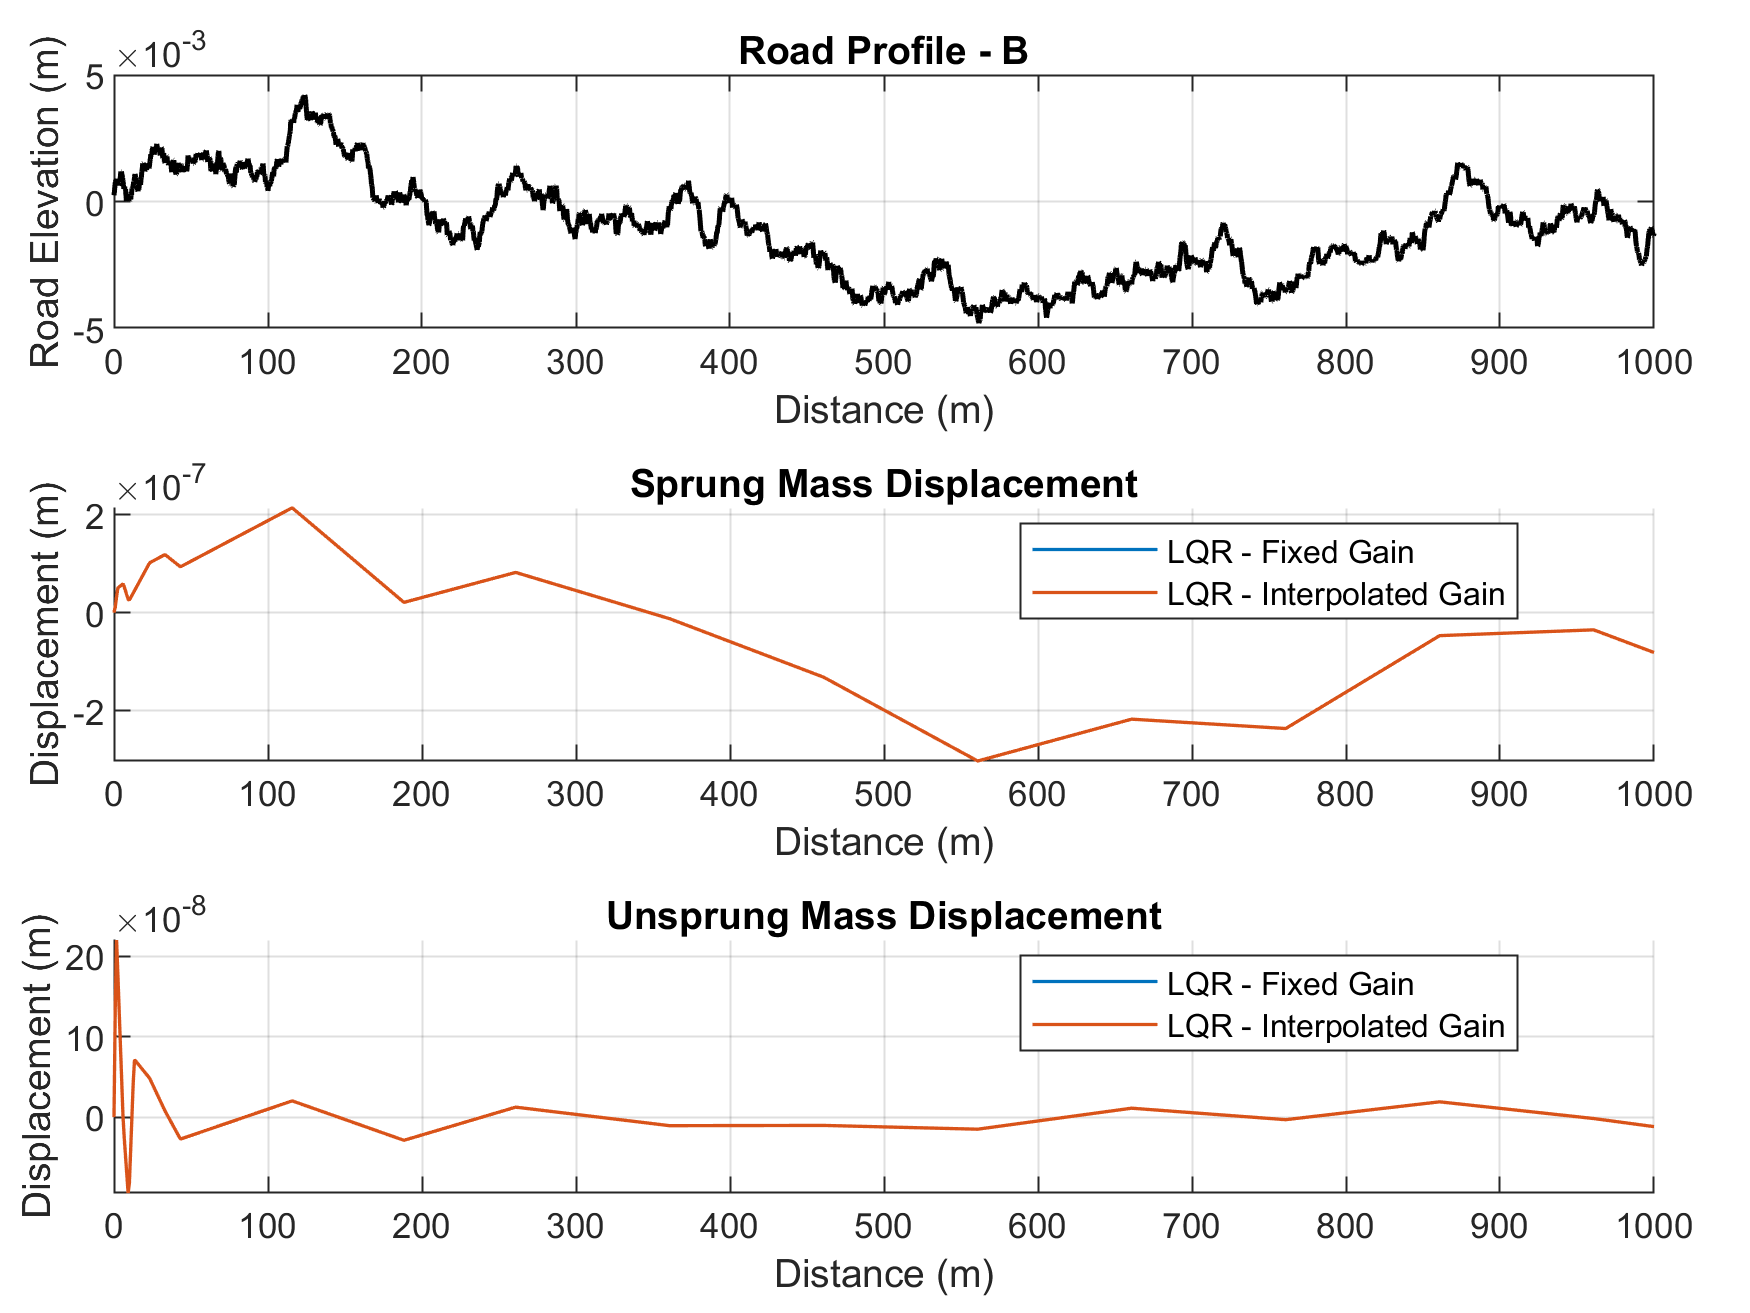 Road Profile - B
×10^-3
Road Elevation (m)
5
0
-5
0 100 200 300 400 500 600 700 800 900 1000
Distance (m)
Sprung Mass Displacement
×10^-7
Displacement (m)
2
0
-2
LQR - Fixed Gain
LQR - Interpolated Gain
0 100 200 300 400 500 600 700 800 900 1000
Distance (m)
Unsprung Mass Displacement
×10^-8
Displacement (m)
20
10
0
LQR - Fixed Gain
LQR - Interpolated Gain
0 100 200 300 400 500 600 700 800 900 1000
Distance (m)